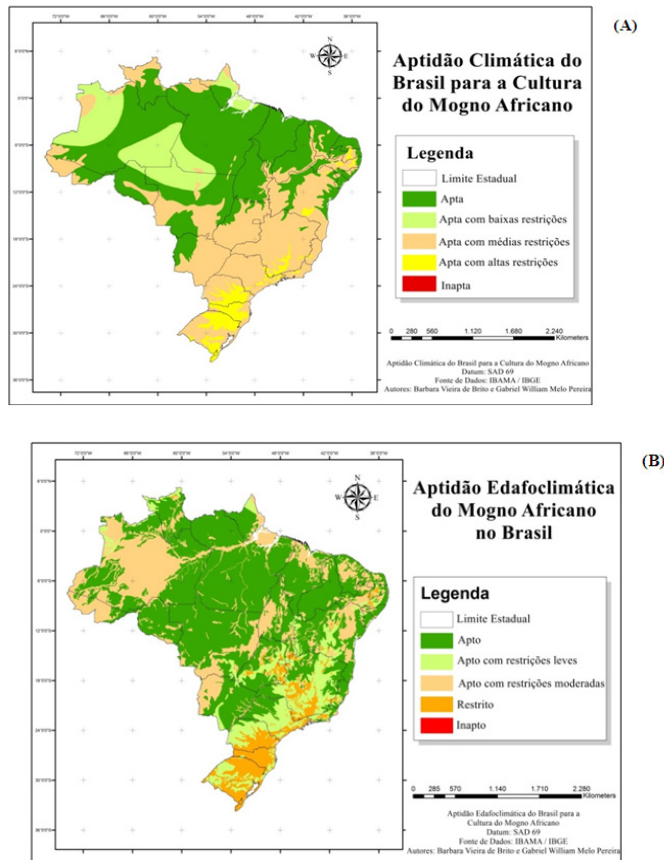 (A)
N
W E
S
Aptidão Climática do
Brasil para a Cultura
do Mogno Africano
Legenda
Limite Estadual
Apta
Apta com baixas restrições
Apta com médias restrições
Apta com altas restrições
Inapta
0 280 560 1.120 1.680 2.240
Kilometers
Aptidão Climática do Brasil para a Cultura do Mogno Africano
Datum: SAD 69
Fonte de Dados: IBAMA / IBGE
Autores: Barbara Vieira de Brito e Gabriel William Melo Pereira
(B)
N
W E
S
Aptidão Edafoclimática
do Mogno Africano
no Brasil
Legenda
Limite Estadual
Apto
Apto com restrições leves
Apto com restrições moderadas
Restrito
Inapto
0 285 570 1.140 1.710 2.280
Kilometers
Aptidão Edafoclimática do Brasil para a
Cultura do Mogno Africano
Datum: SAD 69
Fonte de Dados: IBAMA / IBGE
Autores: Barbara Vieira de Brito e Gabriel William Melo Pereira